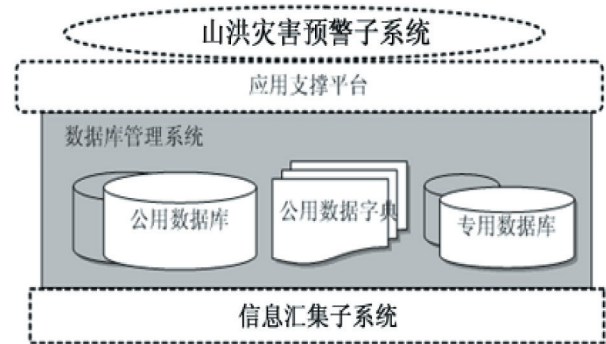 山洪灾害预警子系统
应用支撑平台
数据库管理系统
公用数据库
公用数据字典
专用数据库
信息汇集子系统